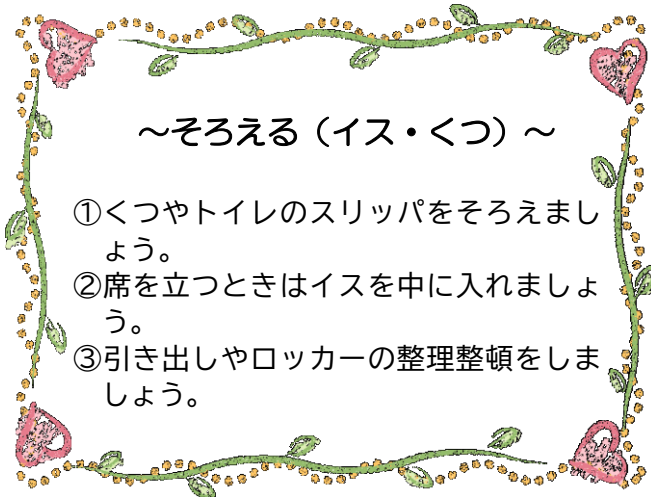 ～そろえる（イス・くつ）～
①くつやトイレのスリッパをそろえまし
ょう。
②席を立つときはイスを中に入れましょ
う。
③引き出しやロッカーの整理整頓をしま
しょう。